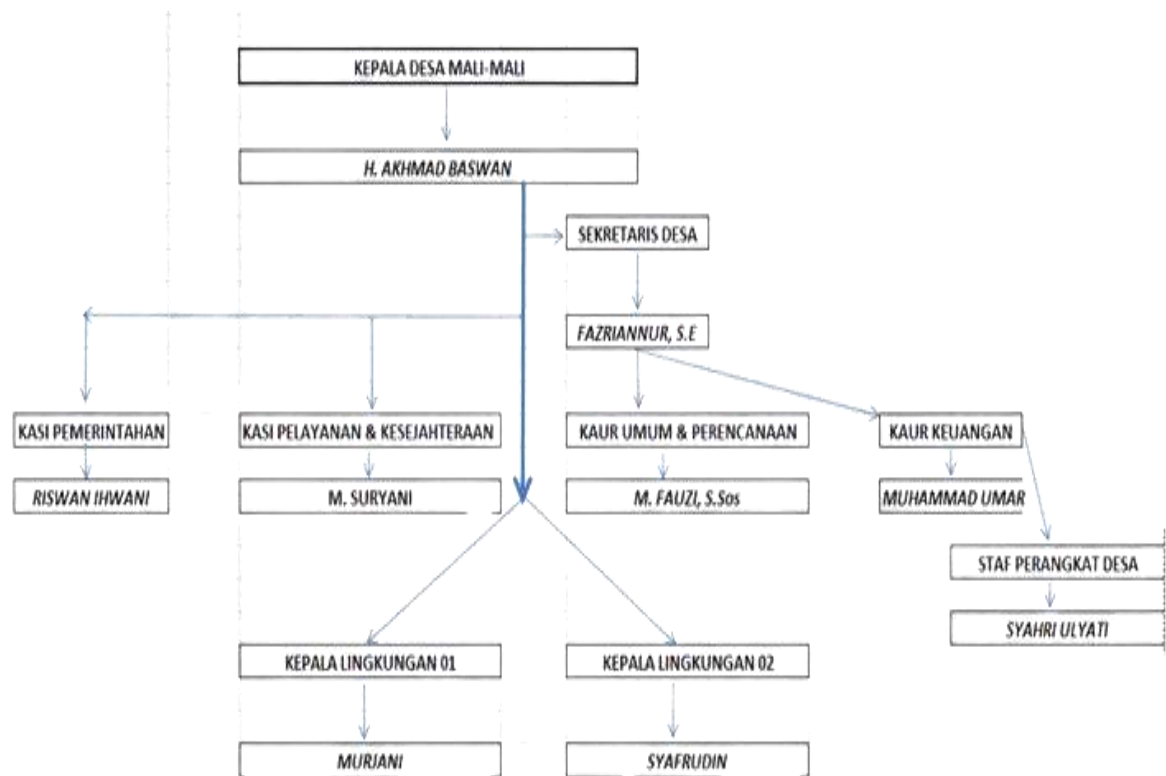 KEPALA DESA MALI-MALI
H. AKHMAD BASWAN
SEKRETARIS DESA
FAZRIANNUR, S.E
KASI PEMERINTAHAN
KASI PELAYANAN & KESEJAHTERAAN
KAUR UMUM & PERENCANAAN
KAUR KEUANGAN
RISWAN IHWANI
M. SURYANI
M. FAUZI, S.Sos
MUHAMMAD UMAR
STAF PERANGKAT DESA
SYAHRI ULYATI
KEPALA LINGKUNGAN 01
KEPALA LINGKUNGAN 02
MURJANI
SYAFRUDIN